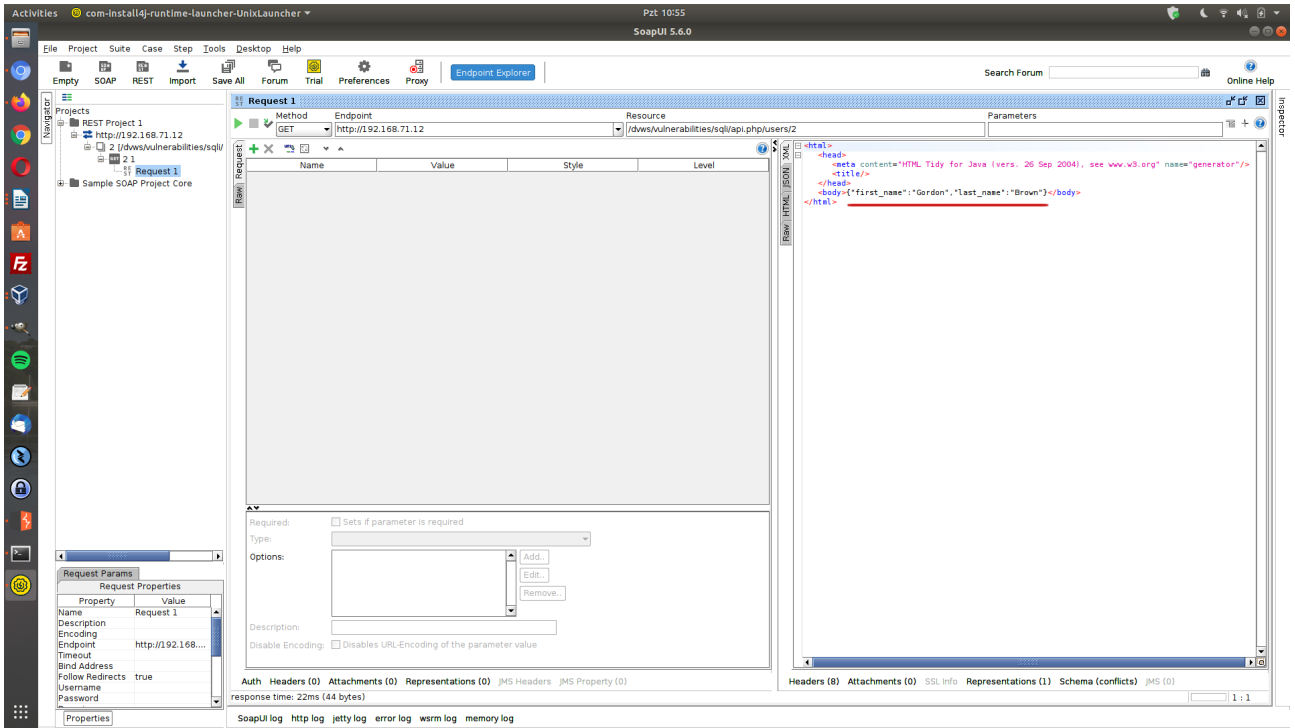 Activities com-install4j-runtime-launcher-UnixLauncher Pzt 10:55
SoapUI 5.6.0
File Project Suite Case Step Tools Desktop Help
Empty SOAP REST Import Save All Forum Trial Preferences Proxy Endpoint Explorer Search Forum Online Help
Navigator
Projects
REST Project 1
http://192.168.71.12
2 [/dws/vulnerabilities/sqli/
2 1
REST Request 1
Sample SOAP Project Core
Request 1
Method Endpoint Resource Parameters
GET http://192.168.71.12 /dws/vulnerabilities/sqli/api.php/users/2
Inspector
Request
Raw
Name Value Style Level
Required: Sets if parameter is required
Type:
Options: Add..
Edit..
Remove..
Description:
Disable Encoding: Disables URL-Encoding of the parameter value
XML
JSON
HTML
Raw
<html>
<head>
<meta content="HTML Tidy for Java (vers. 26 Sep 2004), see www.w3.org" name="generator"/>
<title/>
</head>
<body>{"first_name":"Gordon","last_name":"Brown"}</body>
</html>
Request Params
Request Properties
Property Value
Name Request 1
Description
Encoding
Endpoint http://192.168....
Timeout
Bind Address
Follow Redirects true
Username
Password
Properties
Auth Headers (0) Attachments (0) Representations (0) JMS Headers JMS Property (0)
Headers (8) Attachments (0) SSL Info Representations (1) Schema (conflicts) JMS (0)
response time: 22ms (44 bytes) 1 : 1
SoapUI log http log jetty log error log wsrm log memory log